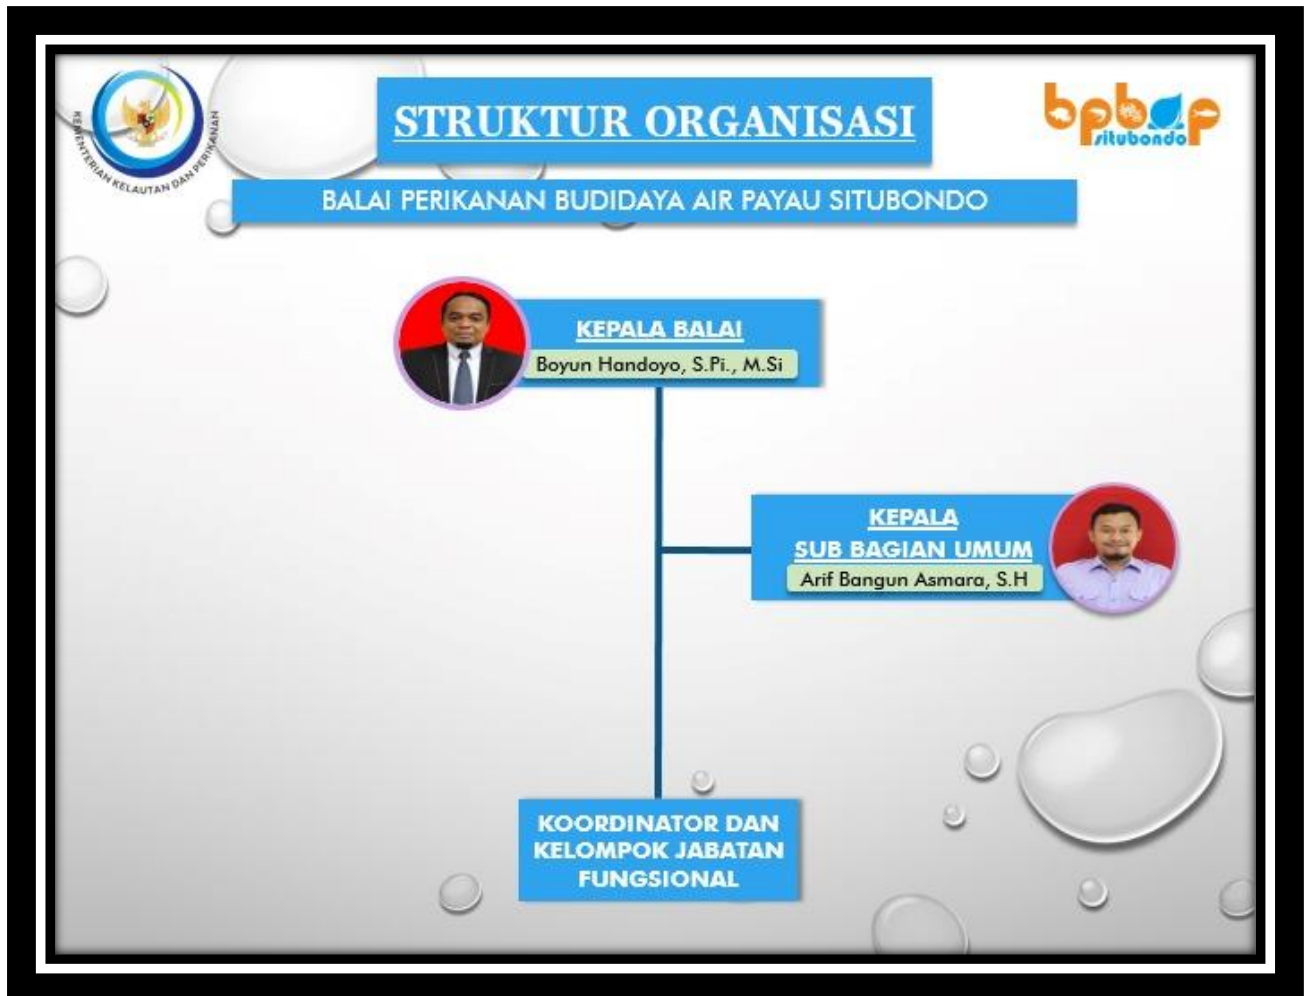 KEMENTERIAN KELAUTAN DAN PERIKANAN
STRUKTUR ORGANISASI
bpbap
situbondo
BALAI PERIKANAN BUDIDAYA AIR PAYAU SITUBONDO
KEPALA BALAI
Boyun Handoyo, S.Pi., M.Si
KEPALA
SUB BAGIAN UMUM
Arif Bangun Asmara, S.H
KOORDINATOR DAN
KELOMPOK JABATAN
FUNGSIONAL